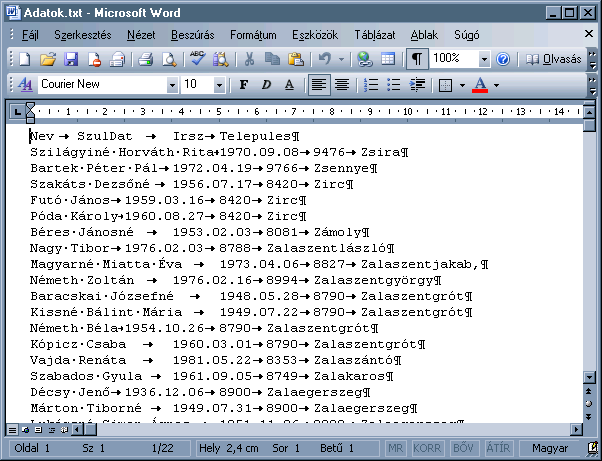 Adatok.txt - Microsoft Word
Fájl Szerkesztés Nézet Beszúrás Formátum Eszközök Táblázat Ablak Súgó
¶ 100% Olvasás
Courier New 10 F D A
1 2 3 4 5 6 7 8 9 10 11 12 13 14
Nev → SzulDat → Irsz→ Telepules¶
Szilágyiné·Horváth·Rita→1970.09.08→9476→ Zsira¶
Bartek·Péter·Pál→ 1972.04.19→9766→ Zsennye¶
Szakáts·Dezsőné → 1956.07.17→8420→ Zirc¶
Futó·János→1959.03.16→8420→ Zirc¶
Póda·Károly→1960.08.27→8420→ Zirc¶
Béres·Jánosné → 1953.02.03→8081→ Zámoly¶
Nagy·Tibor→1976.02.03→8788→ Zalaszentlászló¶
Magyarné·Miatta·Éva → 1973.04.06→8827→ Zalaszentjakab,¶
Németh·Zoltán → 1976.02.16→8994→ Zalaszentgyörgy¶
Baracskai·Józsefné → 1948.05.28→8790→ Zalaszentgrót¶
Kissné·Bálint·Mária → 1949.07.22→8790→ Zalaszentgrót¶
Németh·Béla→1954.10.26→8790→ Zalaszentgrót¶
Kópicz·Csaba → 1960.03.01→8790→ Zalaszentgrót¶
Vajda·Renáta → 1981.05.22→8353→ Zalaszántó¶
Szabados·Gyula → 1961.09.05→8749→ Zalakaros¶
Décsy·Jenő→1936.12.06→8900→ Zalaegerszeg¶
Márton·Tiborné → 1949.07.31→8900→ Zalaegerszeg¶
Oldal 1 Sz 1 1/22 Hely 2,4 cm Sor 1 Betű 1 MR KORR BŐV ÁTÍR Magyar